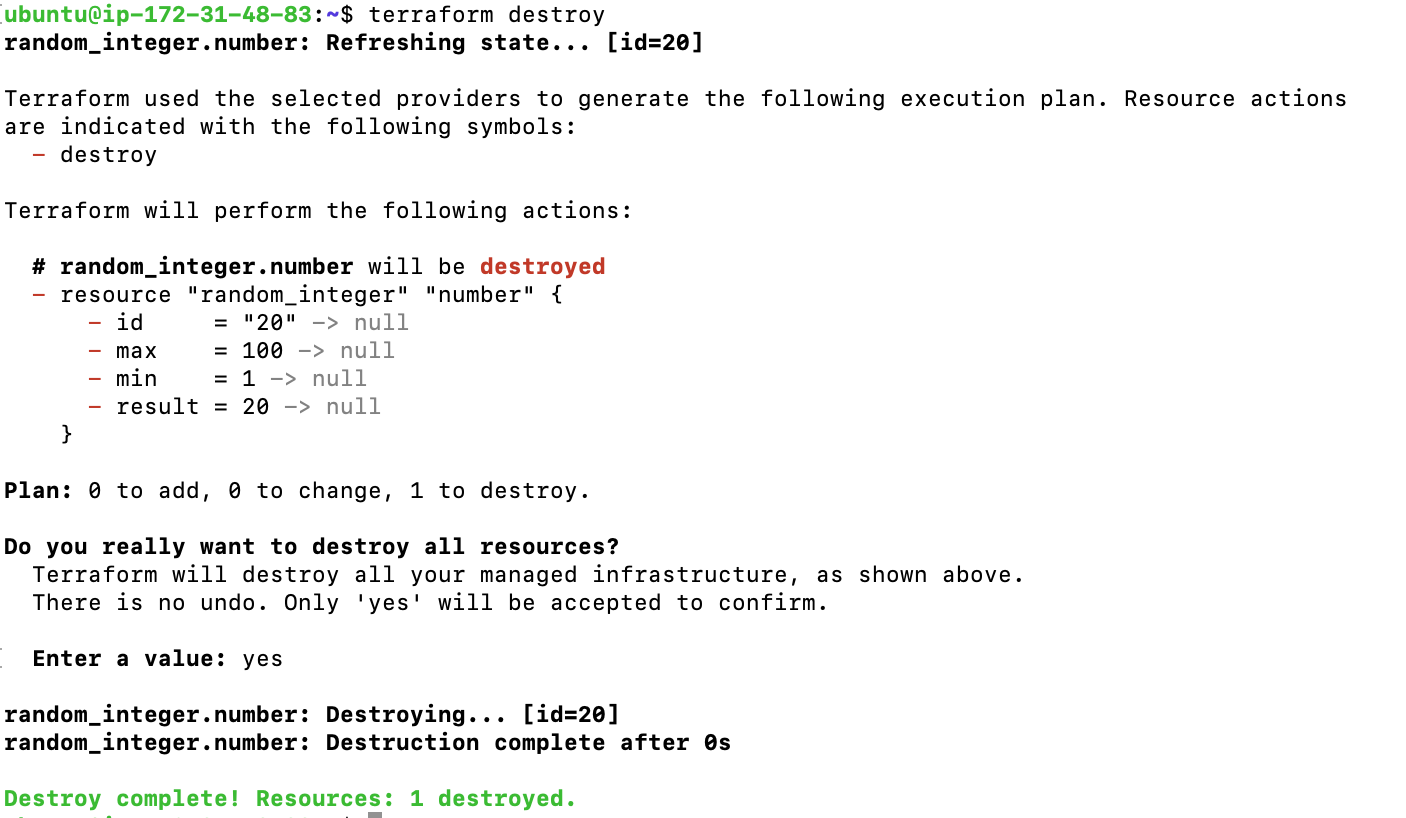 ubuntu@ip-172-31-48-83:~$ terraform destroy
random_integer.number: Refreshing state... [id=20]
Terraform used the selected providers to generate the following execution plan. Resource actions
are indicated with the following symbols:
  - destroy
Terraform will perform the following actions:
  # random_integer.number will be destroyed
  - resource "random_integer" "number" {
      - id     = "20" -> null
      - max    = 100 -> null
      - min    = 1 -> null
      - result = 20 -> null
    }
Plan: 0 to add, 0 to change, 1 to destroy.
Do you really want to destroy all resources?
  Terraform will destroy all your managed infrastructure, as shown above.
  There is no undo. Only 'yes' will be accepted to confirm.
  Enter a value: yes
random_integer.number: Destroying... [id=20]
random_integer.number: Destruction complete after 0s
Destroy complete! Resources: 1 destroyed.